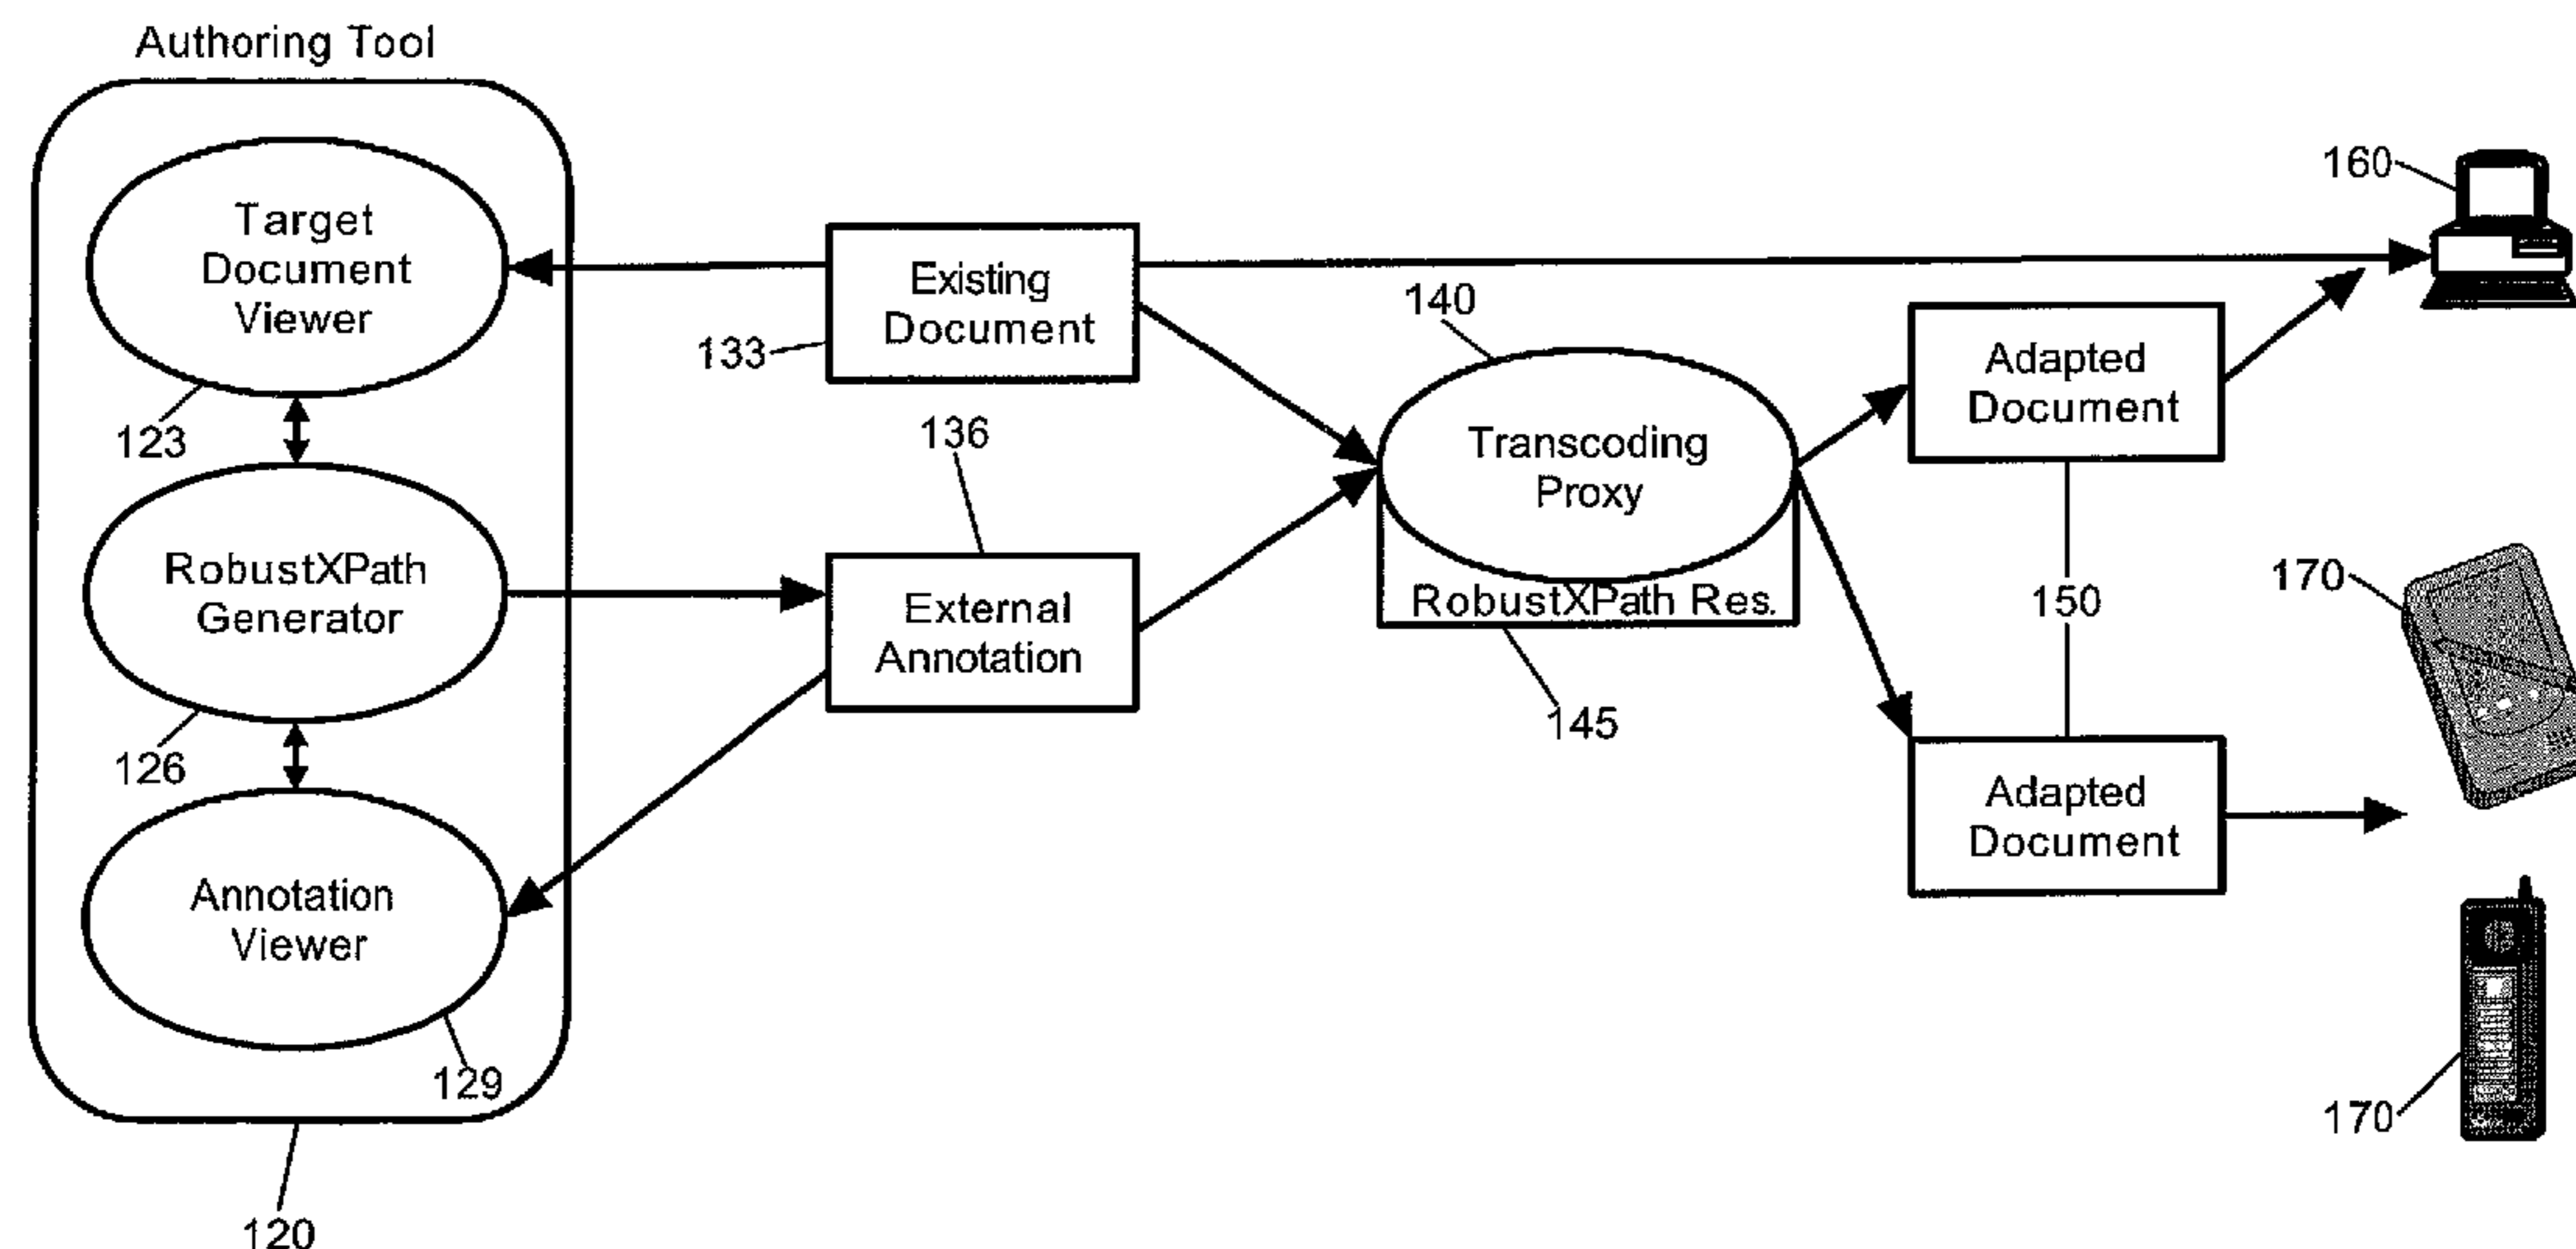 Authoring Tool
Target
Document
Viewer
123
RobustXPath
Generator
126
Annotation
Viewer
129
120
Existing
Document
133
136
External
Annotation
140
Transcoding
Proxy
RobustXPath Res.
145
Adapted
Document
150
Adapted
Document
160
170
170